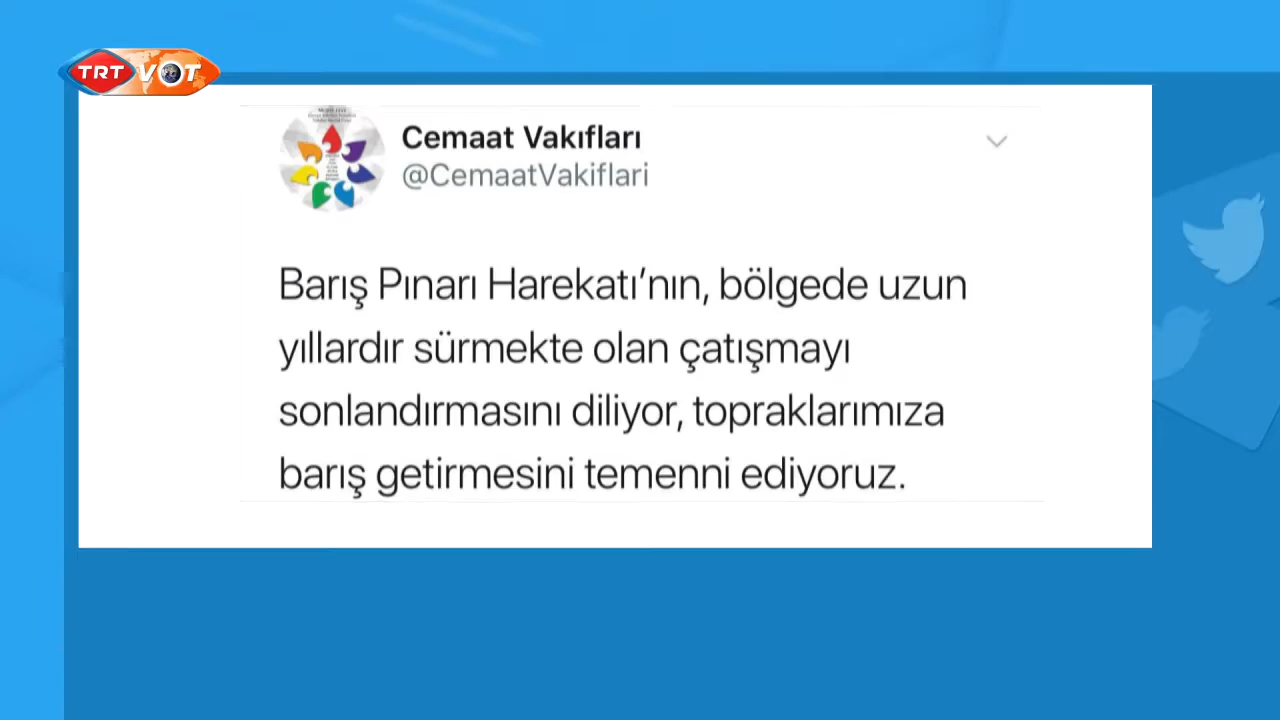 TRT VOT
Cemaat Vakıfları
@CemaatVakiflari
Barış Pınarı Harekatı’nın, bölgede uzun
yıllardır sürmekte olan çatışmayı
sonlandırmasını diliyor, topraklarımıza
barış getirmesini temenni ediyoruz.